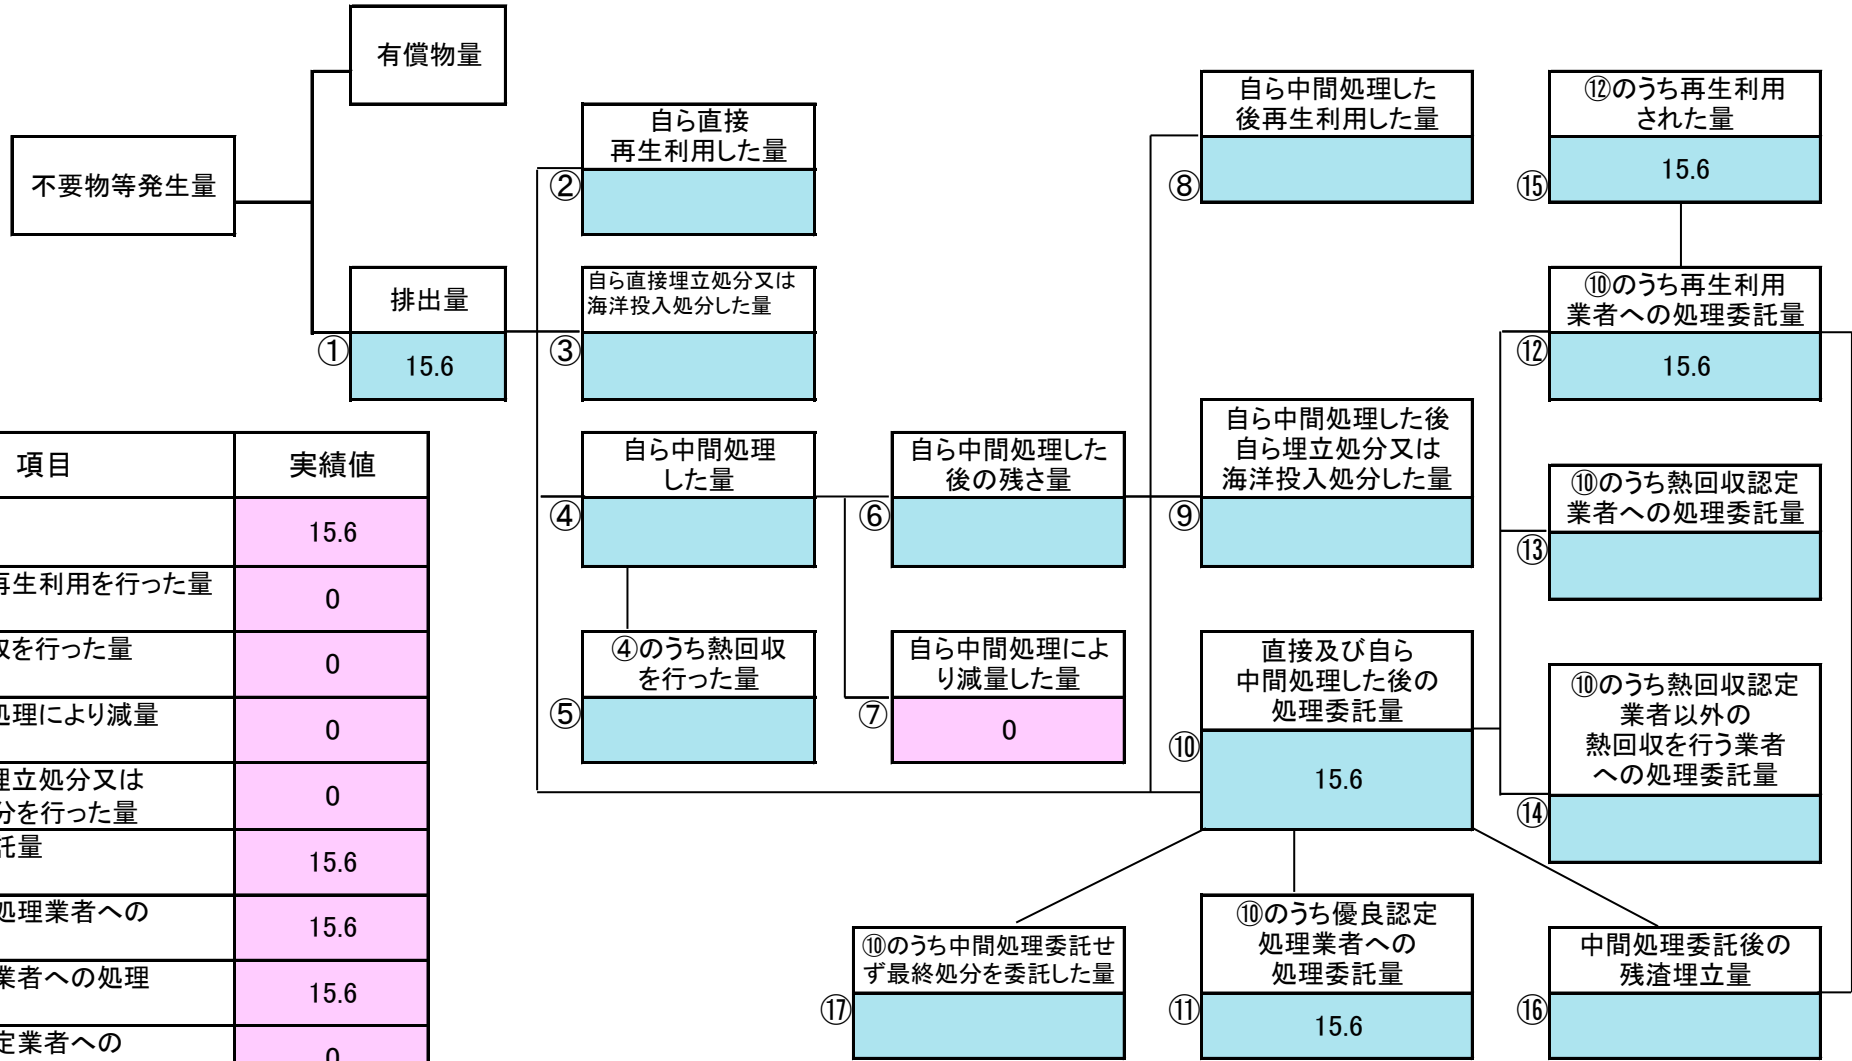 有償物量
不要物等発生量
排出量
①
15.6
自ら直接
再生利用した量
②
自ら直接埋立処分又は
海洋投入処分した量
③
自ら中間処理
した量
④
④のうち熱回収
を行った量
⑤
自ら中間処理した
後の残さ量
⑥
自ら中間処理によ
り減量した量
⑦
0
自ら中間処理した
後再生利用した量
⑧
自ら中間処理した後
自ら埋立処分又は
海洋投入処分した量
⑨
直接及び自ら
中間処理した後の
処理委託量
⑩
15.6
⑩のうち優良認定
処理業者への
処理委託量
⑪
15.6
⑫のうち再生利用
された量
⑮
15.6
⑩のうち再生利用
業者への処理委託量
⑫
15.6
⑩のうち熱回収認定
業者への処理委託量
⑬
⑩のうち熱回収認定
業者以外の
熱回収を行う業者
への処理委託量
⑭
中間処理委託後の
残渣埋立量
⑯
⑩のうち中間処理委託せ
ず最終処分を委託した量
⑰
項目 実績値
15.6
再生利用を行った量 0
を行った量 0
処理により減量 0
埋立処分又は
分を行った量 0
託量 15.6
処理業者への 15.6
業者への処理 15.6
定業者への 0